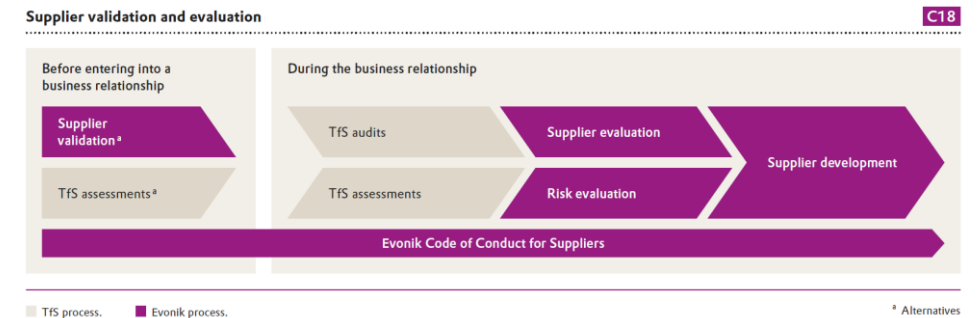 Supplier validation and evaluation
C18
Before entering into a
business relationship
During the business relationship
Supplier
validation ᵃ
TfS audits
Supplier evaluation
Supplier development
TfS assessments ᵃ
TfS assessments
Risk evaluation
Evonik Code of Conduct for Suppliers
TfS process.
Evonik process.
ᵃ Alternatives